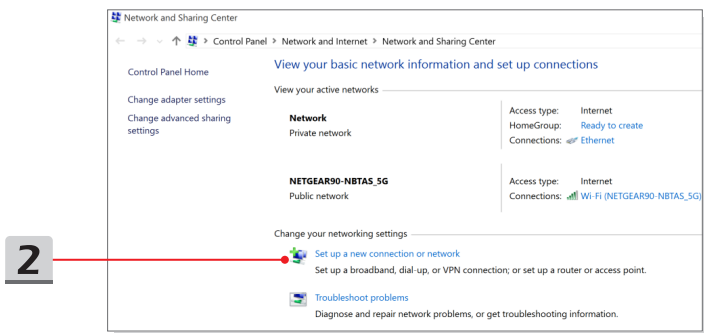 Network and Sharing Center
Control Panel > Network and Internet > Network and Sharing Center
Control Panel Home
Change adapter settings
Change advanced sharing
settings
View your basic network information and set up connections
View your active networks
Network
Private network
Access type: Internet
HomeGroup: Ready to create
Connections: Ethernet
NETGEAR90-NBTAS_5G
Public network
Access type: Internet
Connections: Wi-Fi (NETGEAR90-NBTAS_5G)
Change your networking settings
2
Set up a new connection or network
Set up a broadband, dial-up, or VPN connection; or set up a router or access point.
Troubleshoot problems
Diagnose and repair network problems, or get troubleshooting information.